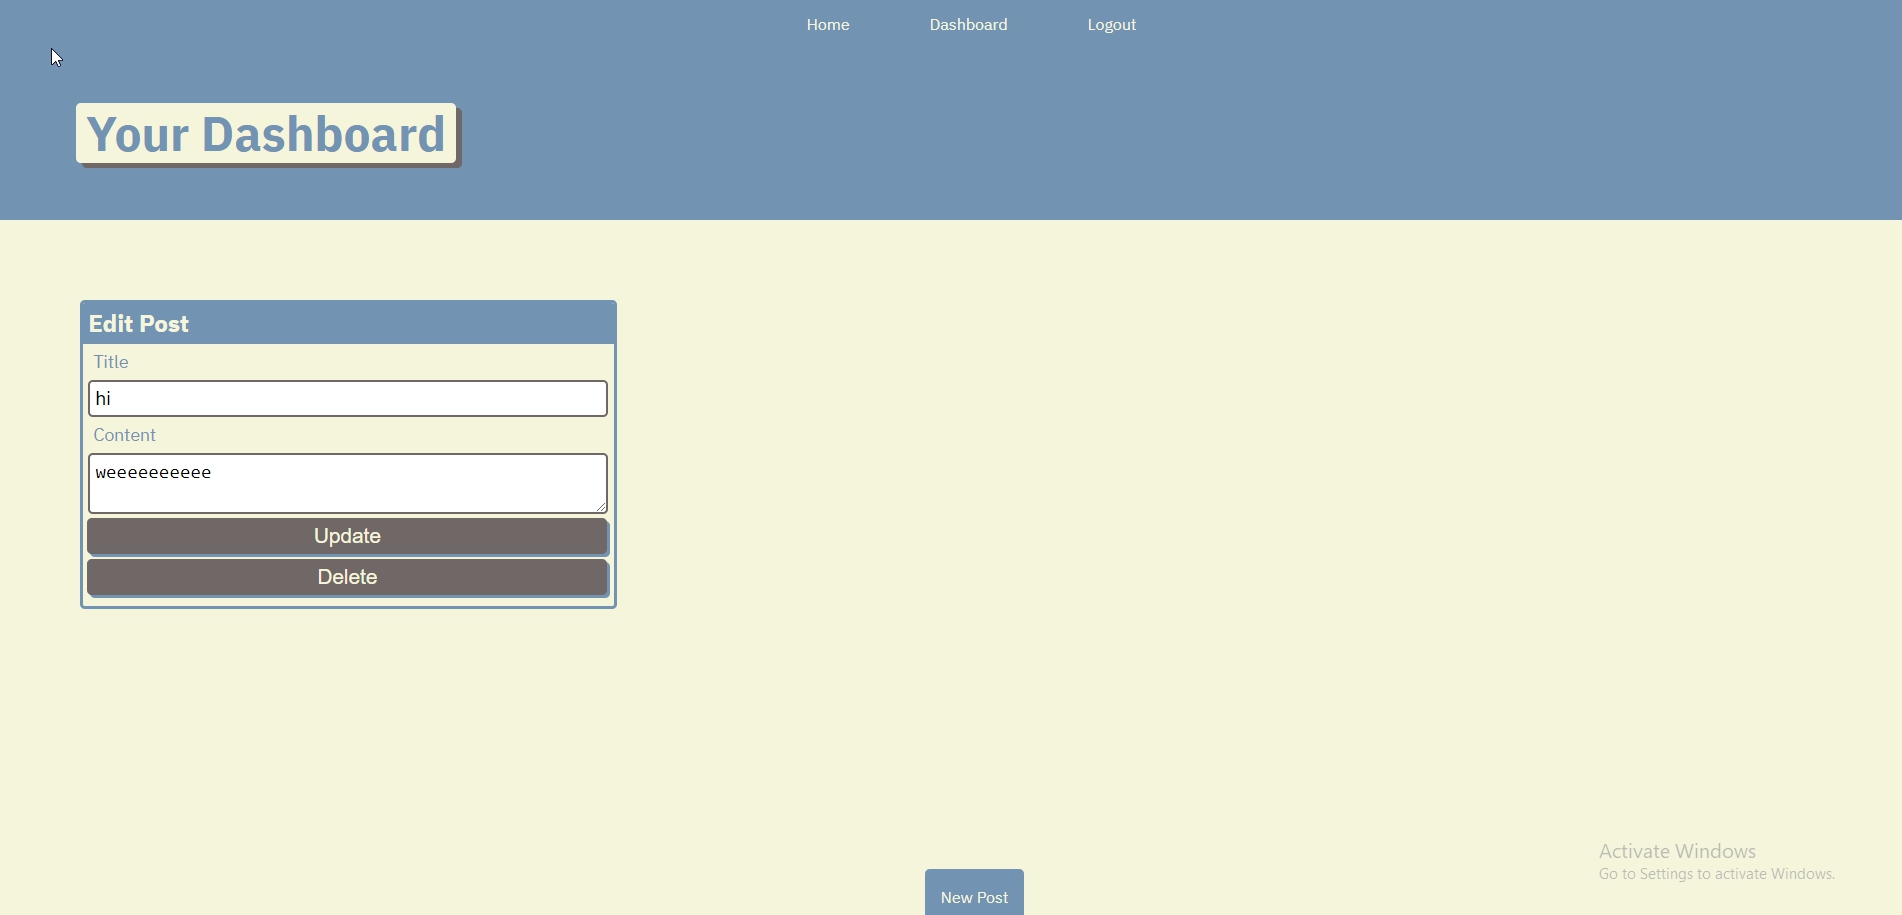 Home Dashboard Logout
Your Dashboard
Edit Post
Title
hi
Content
weeeeeeeeee
Update
Delete
Activate Windows
Go to Settings to activate Windows.
New Post